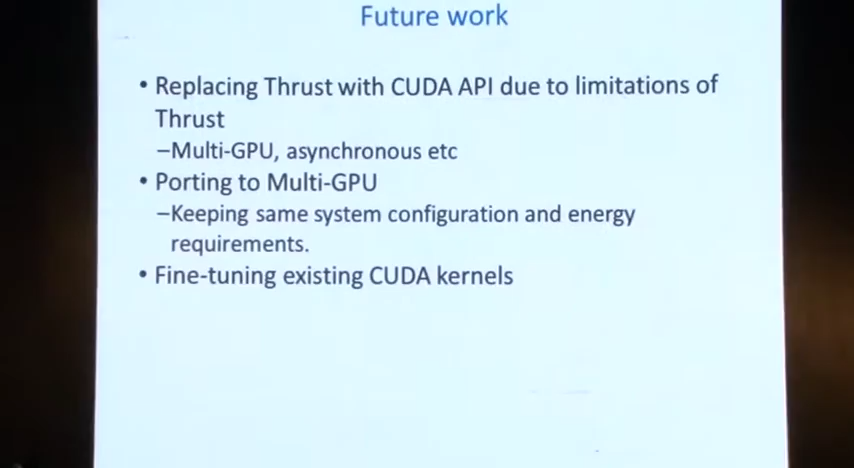 Future work
• Replacing Thrust with CUDA API due to limitations of
Thrust
–Multi-GPU, asynchronous etc
• Porting to Multi-GPU
–Keeping same system configuration and energy
requirements.
• Fine-tuning existing CUDA kernels